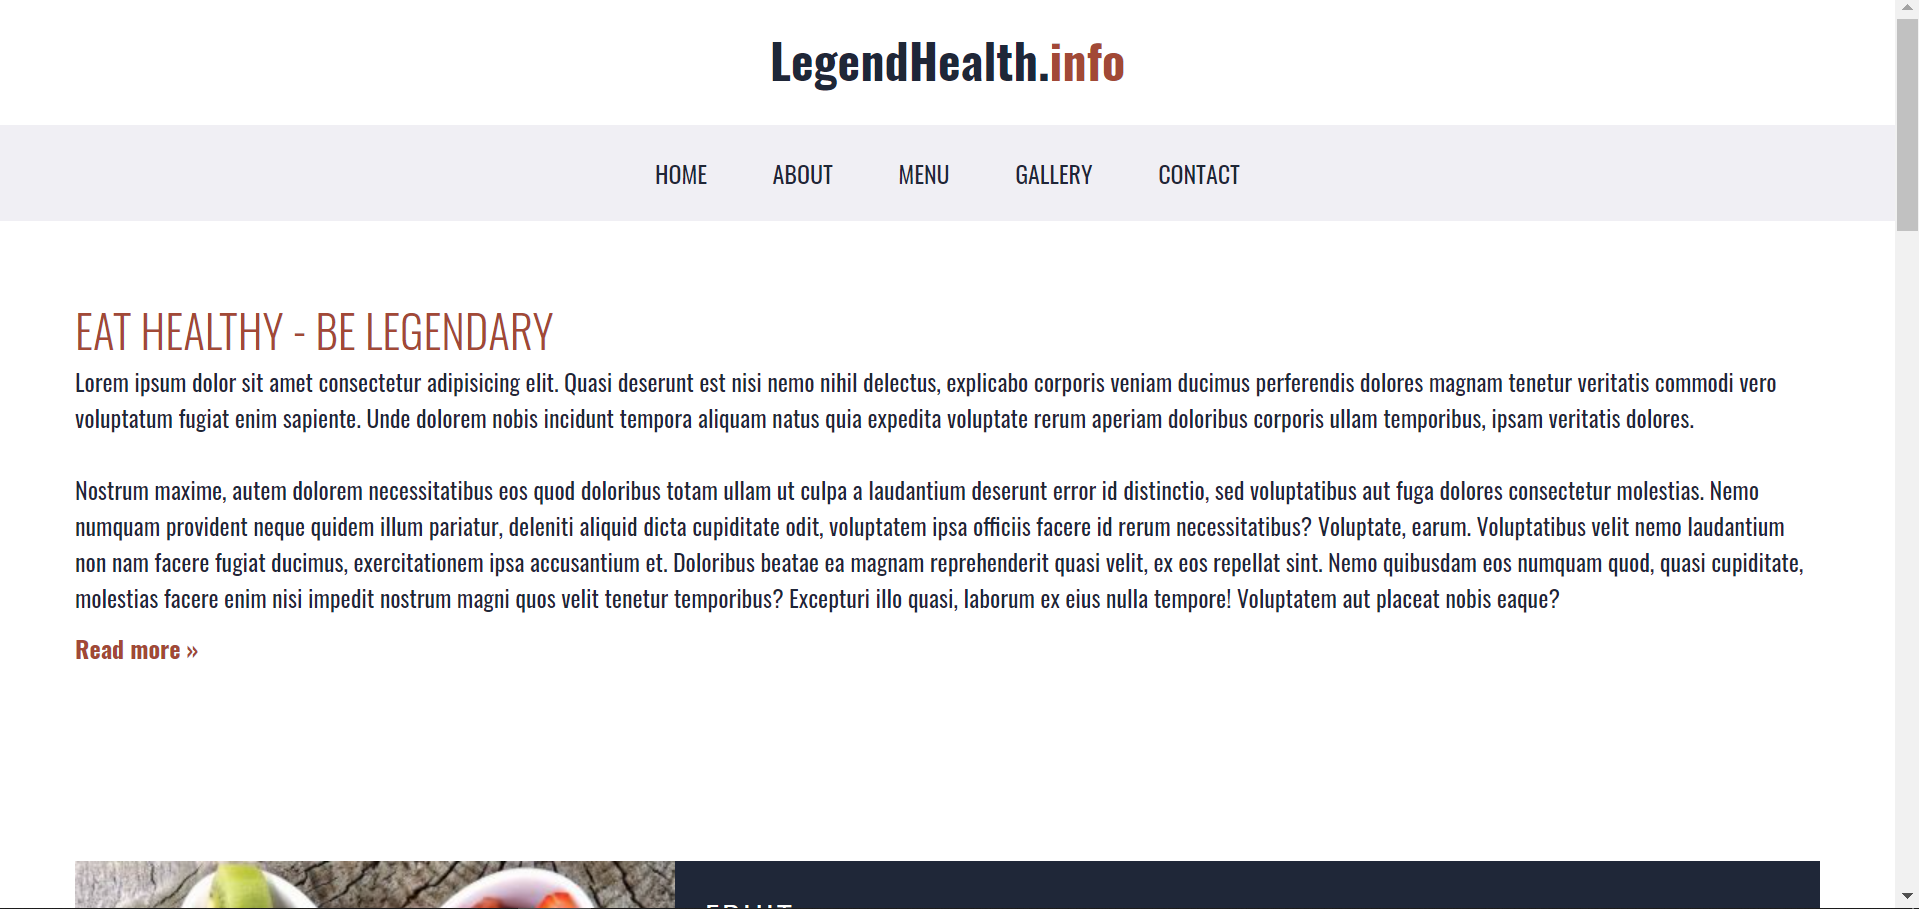 LegendHealth.info
HOME ABOUT MENU GALLERY CONTACT
EAT HEALTHY - BE LEGENDARY
Lorem ipsum dolor sit amet consectetur adipisicing elit. Quasi deserunt est nisi nemo nihil delectus, explicabo corporis veniam ducimus perferendis dolores magnam tenetur veritatis commodi vero
voluptatum fugiat enim sapiente. Unde dolorem nobis incidunt tempora aliquam natus quia expedita voluptate rerum aperiam doloribus corporis ullam temporibus, ipsam veritatis dolores.
Nostrum maxime, autem dolorem necessitatibus eos quod doloribus totam ullam ut culpa a laudantium deserunt error id distinctio, sed voluptatibus aut fuga dolores consectetur molestias. Nemo
numquam provident neque quidem illum pariatur, deleniti aliquid dicta cupiditate odit, voluptatem ipsa officiis facere id rerum necessitatibus? Voluptate, earum. Voluptatibus velit nemo laudantium
non nam facere fugiat ducimus, exercitationem ipsa accusantium et. Doloribus beatae ea magnam reprehenderit quasi velit, ex eos repellat sint. Nemo quibusdam eos numquam quod, quasi cupiditate,
molestias facere enim nisi impedit nostrum magni quos velit tenetur temporibus? Excepturi illo quasi, laborum ex eius nulla tempore! Voluptatem aut placeat nobis eaque?
Read more »